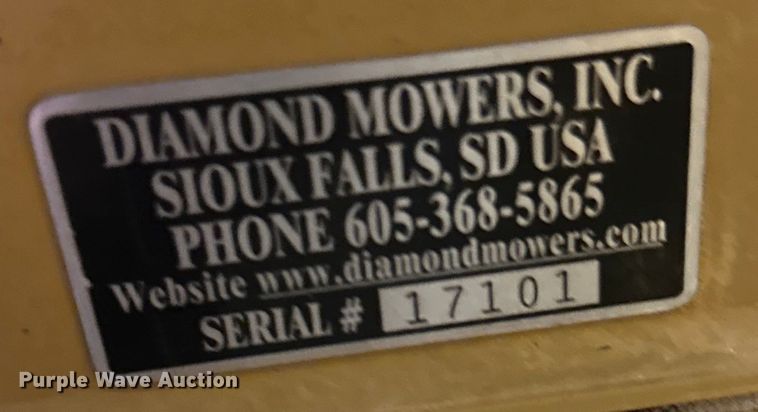 DIAMOND MOWERS, INC.
SIOUX FALLS, SD USA
PHONE 605-368-5865
Website www.diamondmowers.com
SERIAL # 17101
Purple Wave Auction